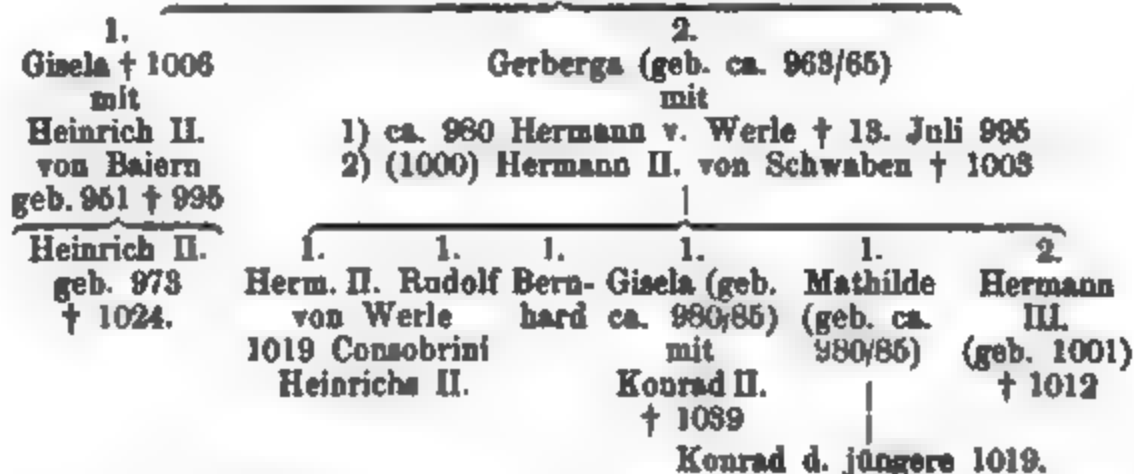 1. 2.
Gisela † 1006 Gerberga (geb. ca. 963/65)
mit mit
Heinrich II. 1) ca. 980 Hermann v. Werle † 13. Juli 995
von Baiern 2) (1000) Hermann II. von Schwaben † 1003
geb. 951 † 995
Heinrich II. 1. 1. 1. 1. 1. 2.
geb. 973 Herm. II. Rudolf Bern- Gisela (geb. Mathilde Hermann
† 1024. von Werle hard ca. 980/85) (geb. ca. III.
1019 Consobrini mit 980/85) (geb. 1001)
Heinrichs II. Konrad II. † 1012
† 1039
Konrad d. jüngere 1019.